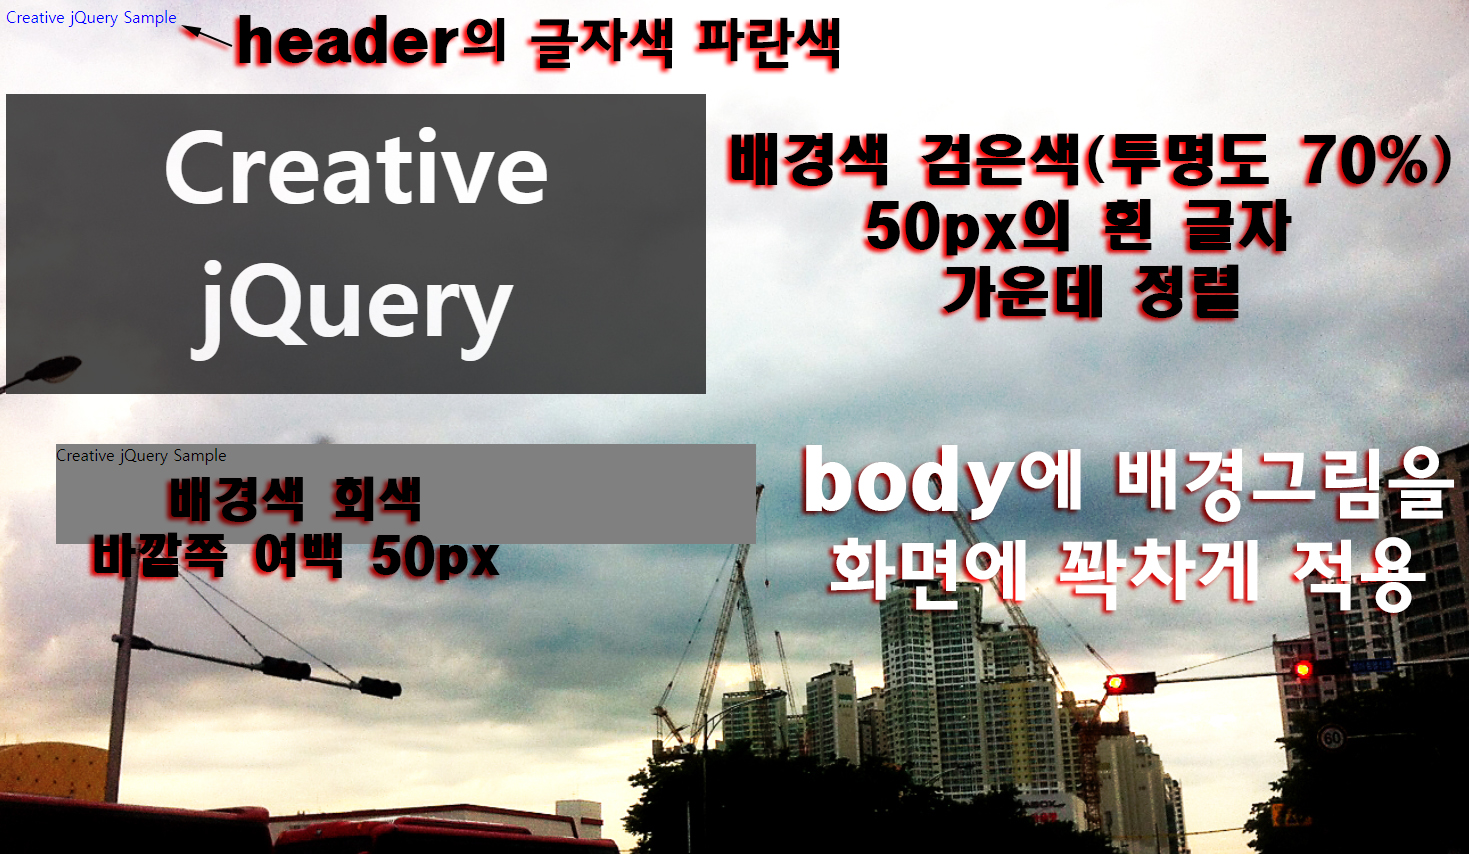 Creative jQuery Sample
header의 글자색 파란색
Creative
jQuery
배경색 검은색(투명도 70%)
50px의 흰 글자
가운데 정렬
Creative jQuery Sample
배경색 회색
바깥쪽 여백 50px
body에 배경그림을
화면에 꽉차게 적용
60